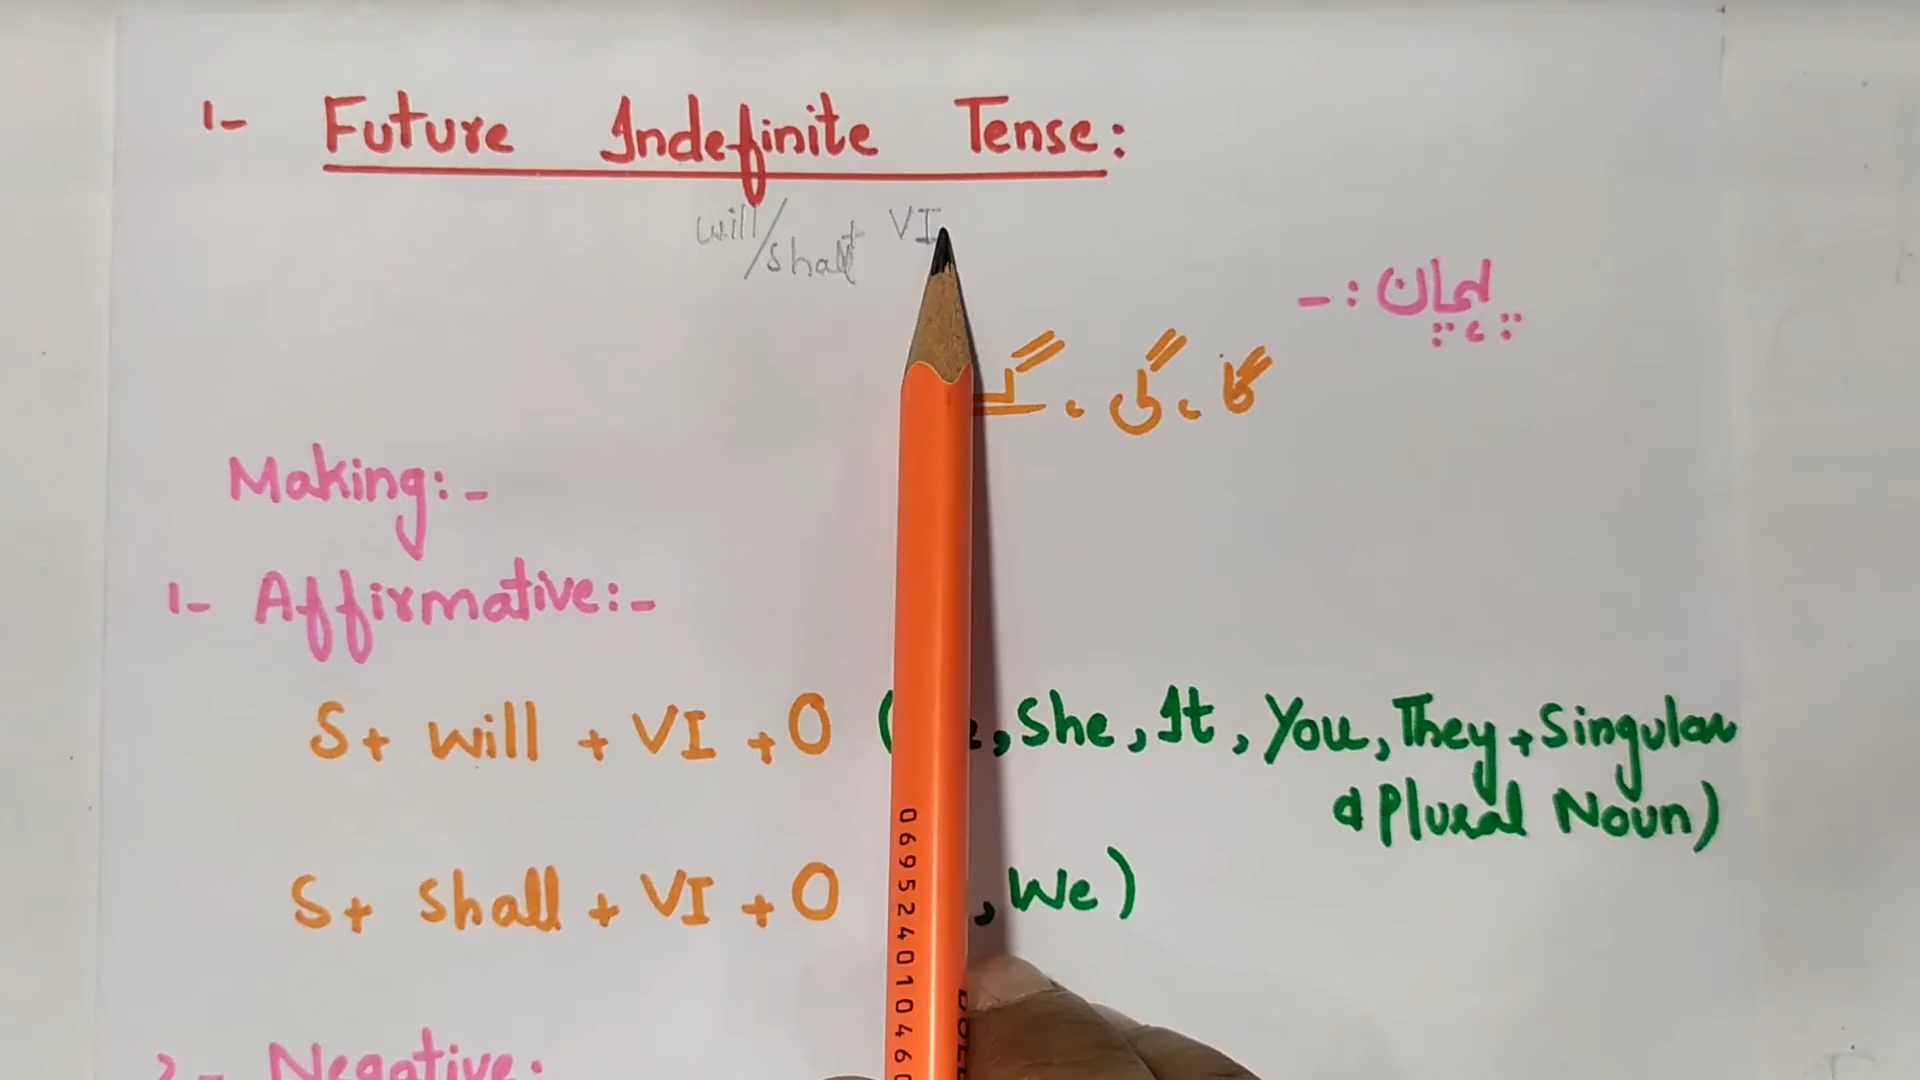 1- Future Indefinite Tense:
will/shall VI
پہچان :-
گا ، گی ، گے
Making:-
1- Affirmative:-
S+ will + VI + O ( , She, It, You, They + Singular
& Plural Noun)
S+ shall + VI + O , We)
2- Negative:
06952401046